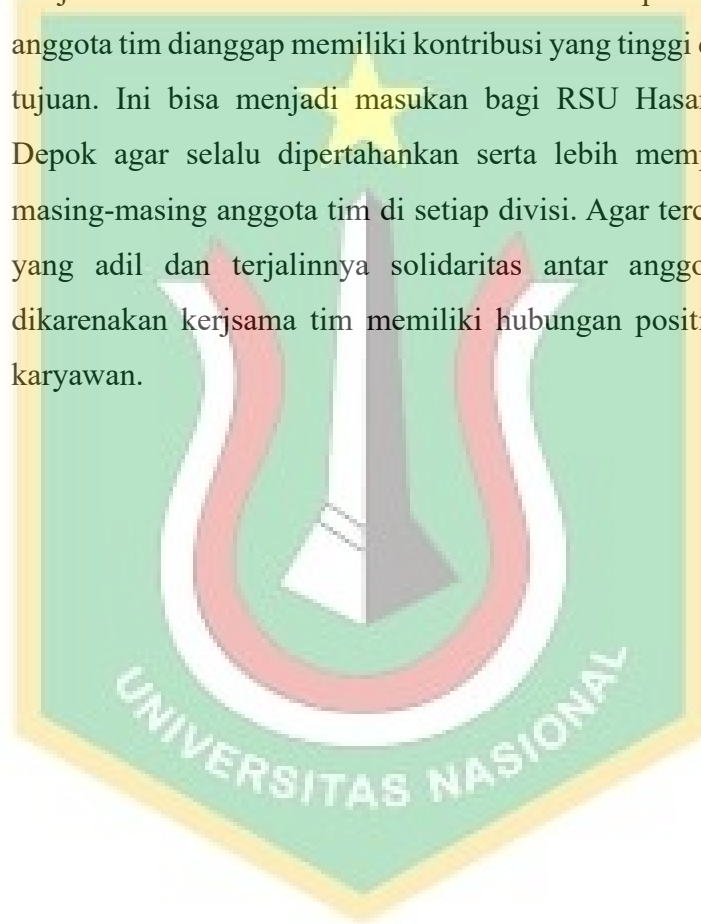 anggota tim dianggap memiliki kontribusi yang tinggi
tujuan. Ini bisa menjadi masukan bagi RSU
Depok agar selalu dipertahankan serta lebih
masing-masing anggota tim di setiap divisi. Agar
yang adil dan terjalinnya solidaritas antar
dikarenakan kerjsama tim memiliki hubungan
karyawan.
UNIVERSITAS NASIONAL